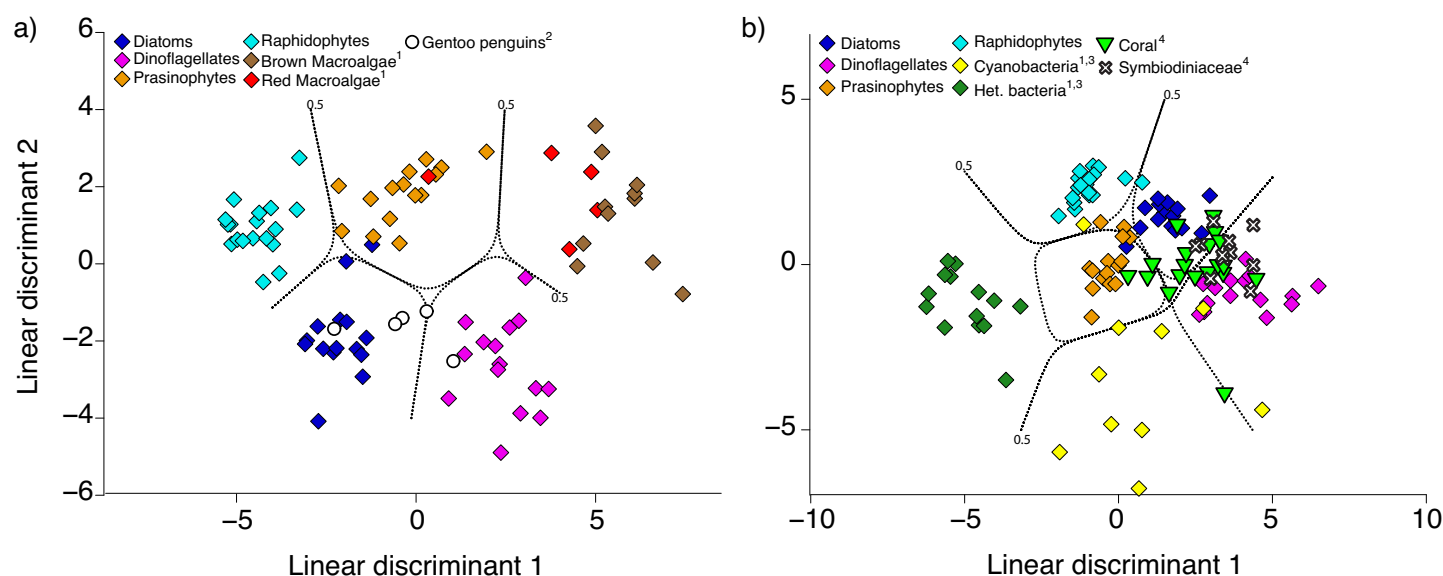 a)
Diatoms
Dinoflagellates
Prasinophytes
Raphidophytes
Brown Macroalgae1
Red Macroalgae1
Gentoo penguins2
6
4
2
0
−2
−4
−6
−5
0
5
0.5
0.5
0.5
Linear discriminant 2
Linear discriminant 1
b)
Diatoms
Dinoflagellates
Prasinophytes
Raphidophytes
Cyanobacteria1,3
Het. bacteria1,3
Coral4
Symbiodiniaceae4
5
0
−5
−10
−5
0
5
10
0.5
0.5
0.5
Linear discriminant 1